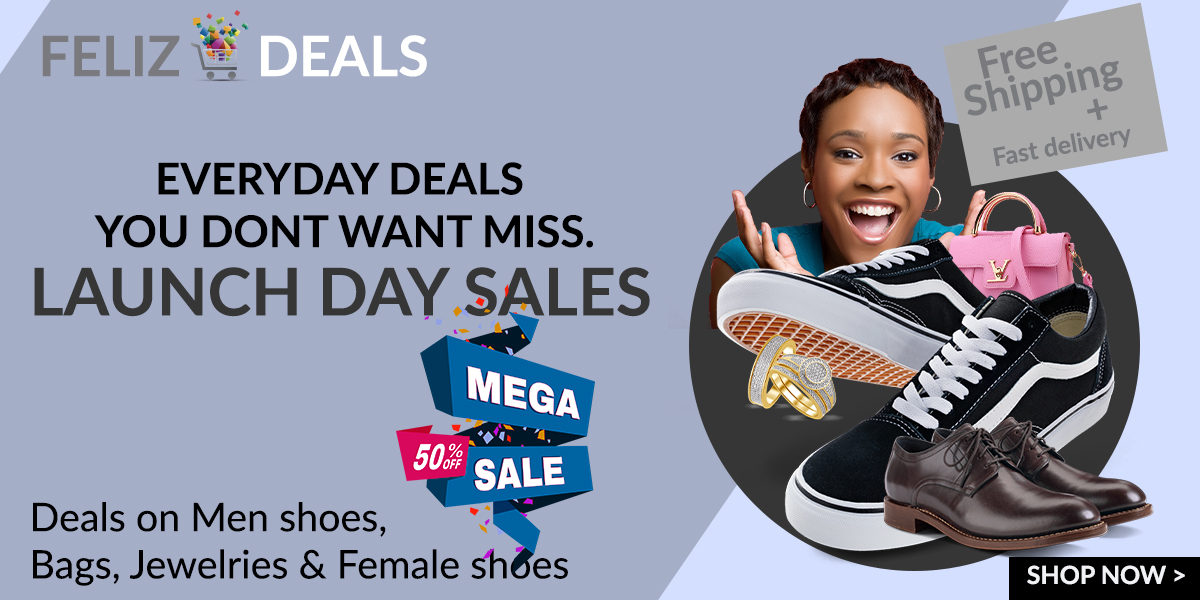 FELIZ DEALS
Free
Shipping
+
Fast delivery
EVERYDAY DEALS
YOU DONT WANT MISS.
LAUNCH DAY SALES
MEGA
50% OFF
SALE
LV
Deals on Men shoes,
Bags, Jewelries & Female shoes
SHOP NOW >